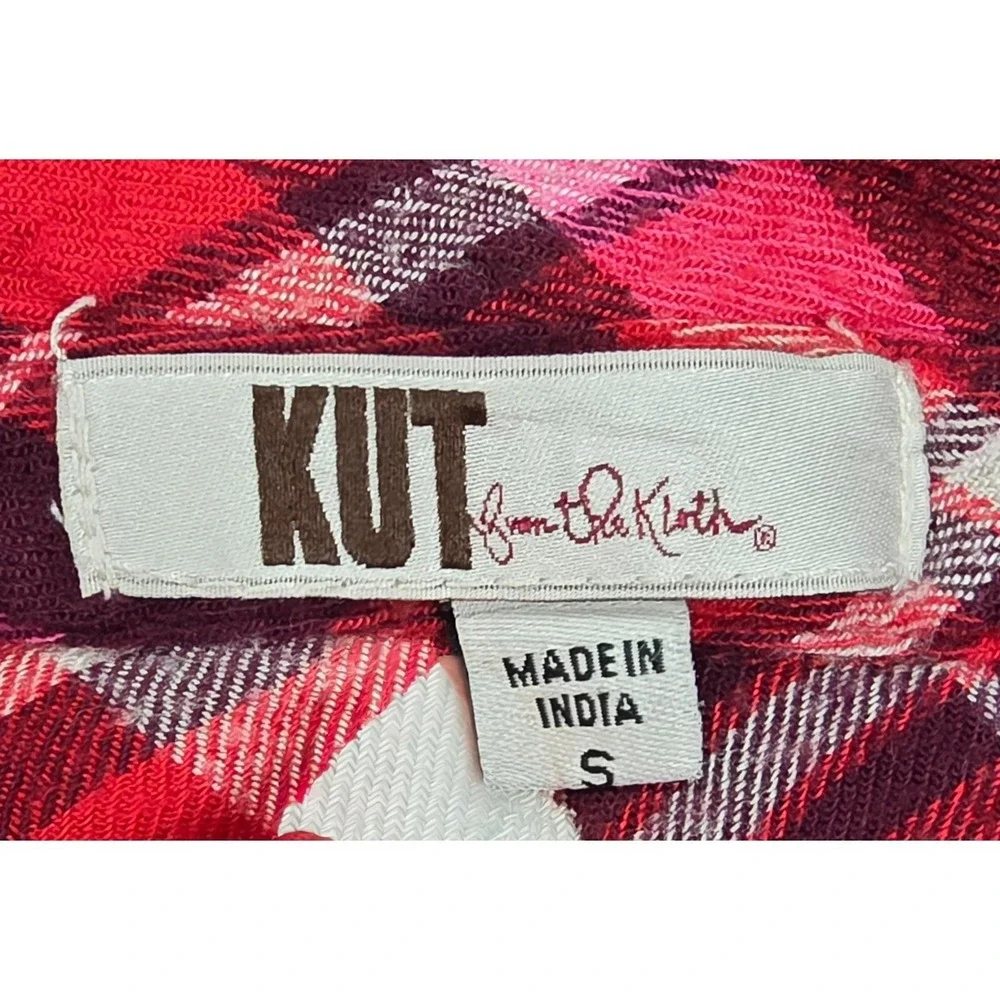 KUT from the Kloth®
MADE IN
INDIA
S